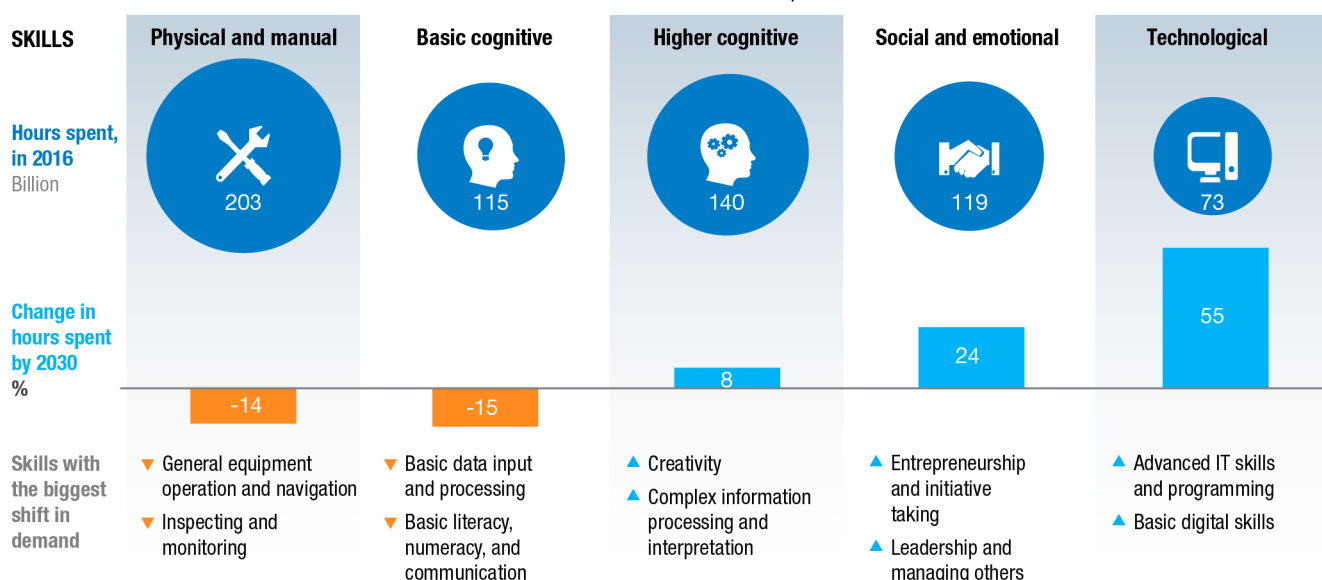 SKILLS
Physical and manual
Basic cognitive
Higher cognitive
Social and emotional
Technological
Hours spent,
in 2016
Billion
203
115
140
119
73
Change in
hours spent
by 2030
%
-14
-15
8
24
55
Skills with
the biggest
shift in
demand
General equipment
operation and navigation
Inspecting and
monitoring
Basic data input
and processing
Basic literacy,
numeracy, and
communication
Creativity
Complex information
processing and
interpretation
Entrepreneurship
and initiative
taking
Leadership and
managing others
Advanced IT skills
and programming
Basic digital skills